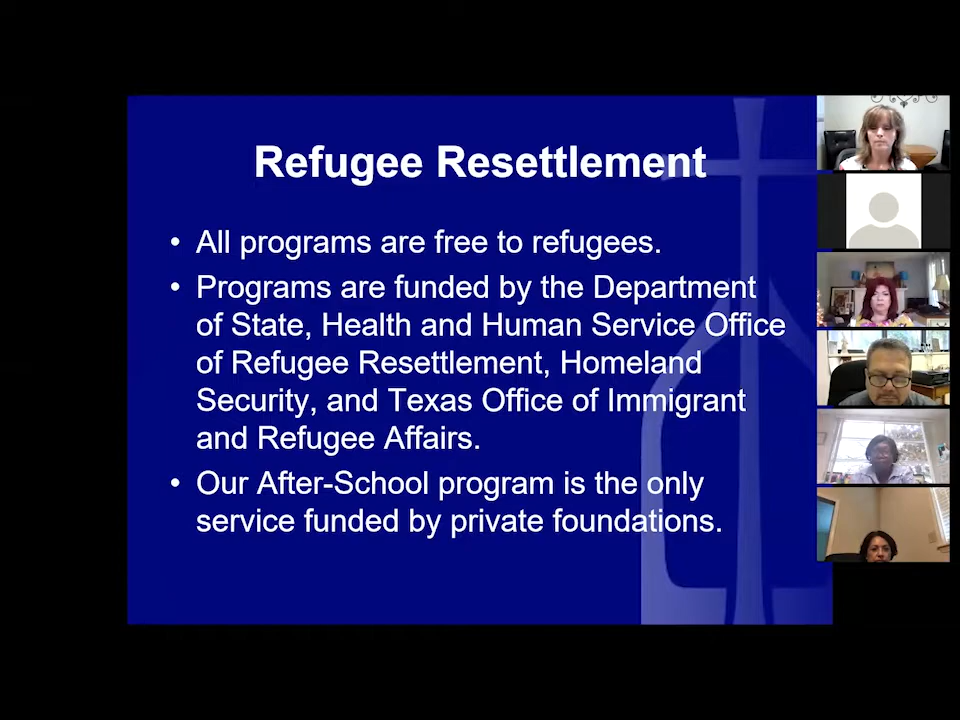 Refugee Resettlement
• All programs are free to refugees.
• Programs are funded by the Department
of State, Health and Human Service Office
of Refugee Resettlement, Homeland
Security, and Texas Office of Immigrant
and Refugee Affairs.
• Our After-School program is the only
service funded by private foundations.